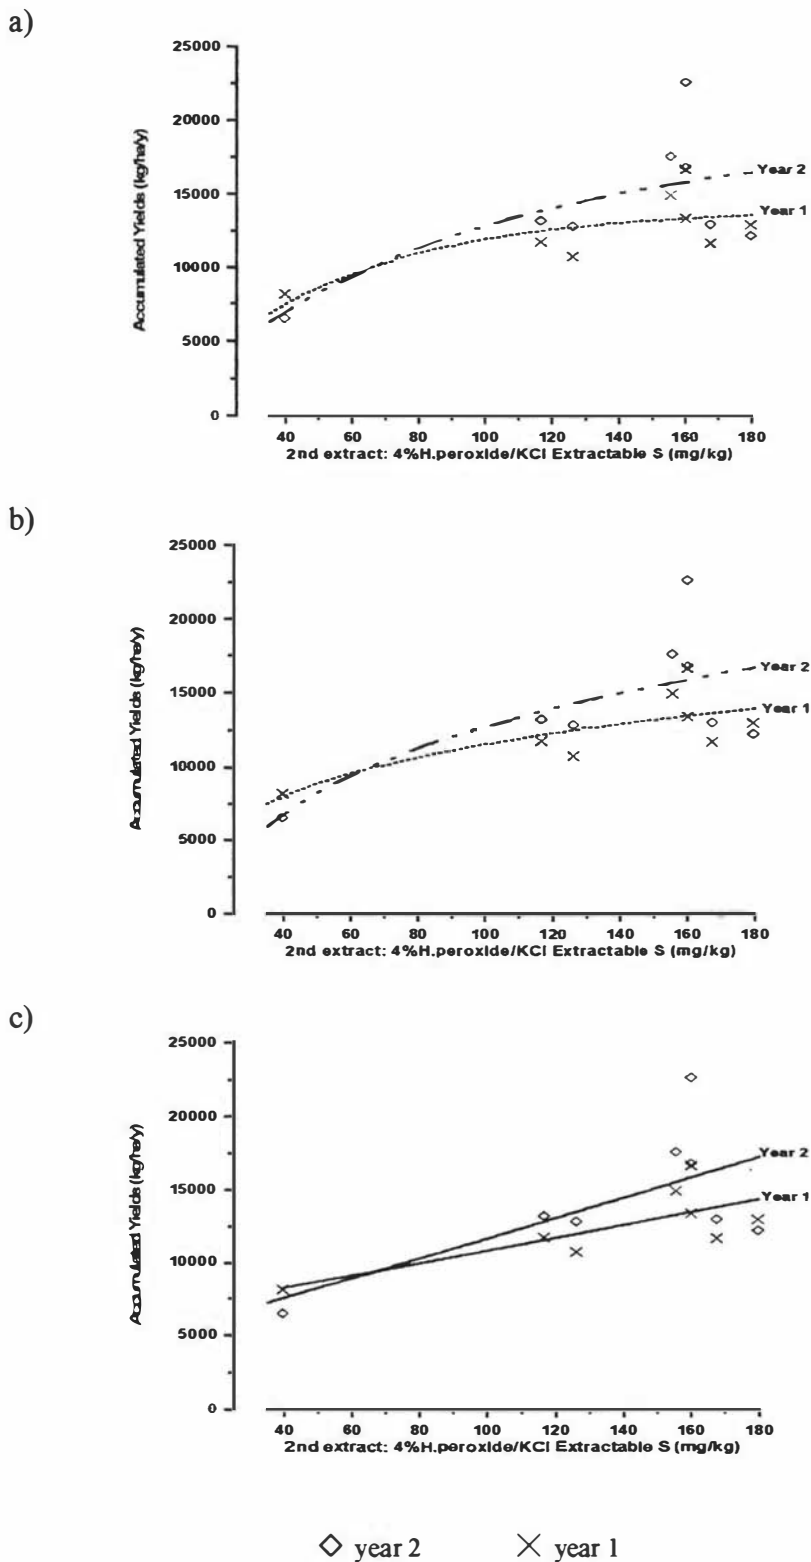 a)
25000
20000
15000
10000
5000
0
Accumulated Yields (kg/ha/y)
Year 2
Year 1
40 60 80 100 120 140 160 180
2nd extract: 4%H.peroxide/KCl Extractable S (mg/kg)
b)
25000
20000
15000
10000
5000
0
Accumulated Yields (kg/ha/y)
Year 2
Year 1
40 60 80 100 120 140 160 180
2nd extract: 4%H.peroxide/KCl Extractable S (mg/kg)
c)
25000
20000
15000
10000
5000
0
Accumulated Yields (kg/ha/y)
Year 2
Year 1
40 60 80 100 120 140 160 180
2nd extract: 4%H.peroxide/KCl Extractable S (mg/kg)
year 2 year 1